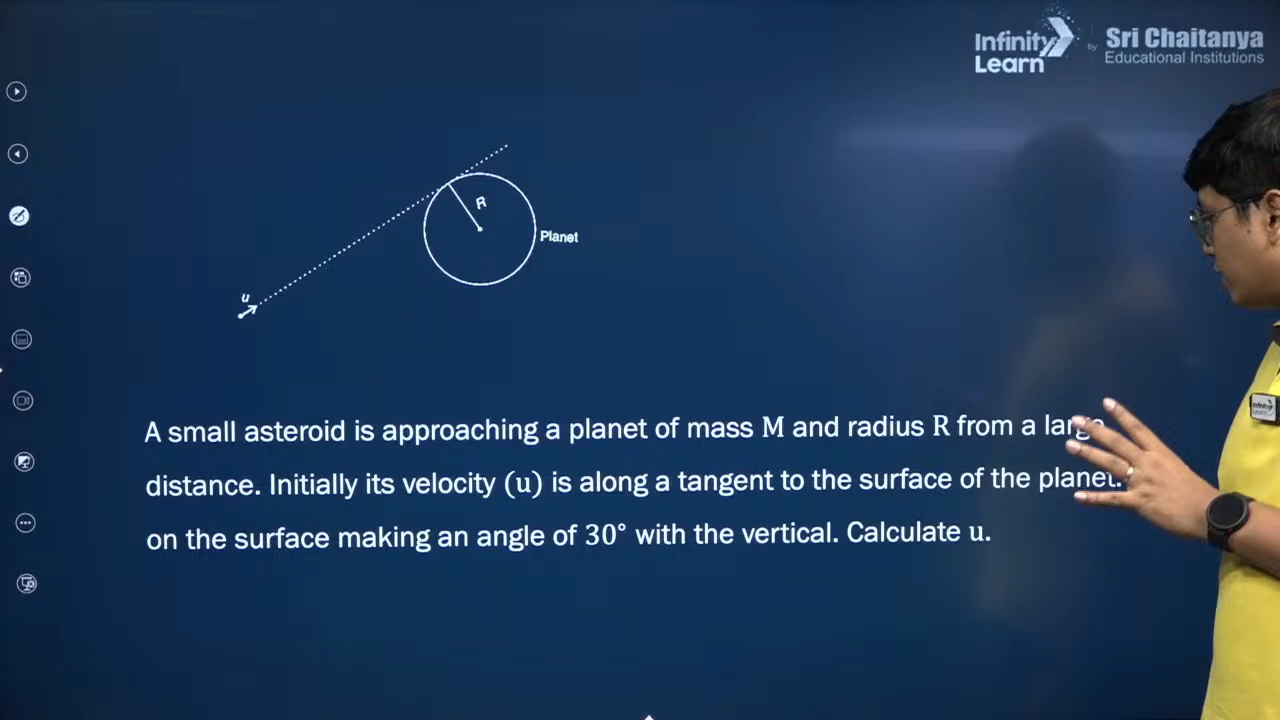 Infinity
Learn
by
Sri Chaitanya
Educational Institutions
R
Planet
u
A small asteroid is approaching a planet of mass M and radius R from a
distance. Initially its velocity (u) is along a tangent to the surface of the planet.
on the surface making an angle of 30° with the vertical. Calculate u.